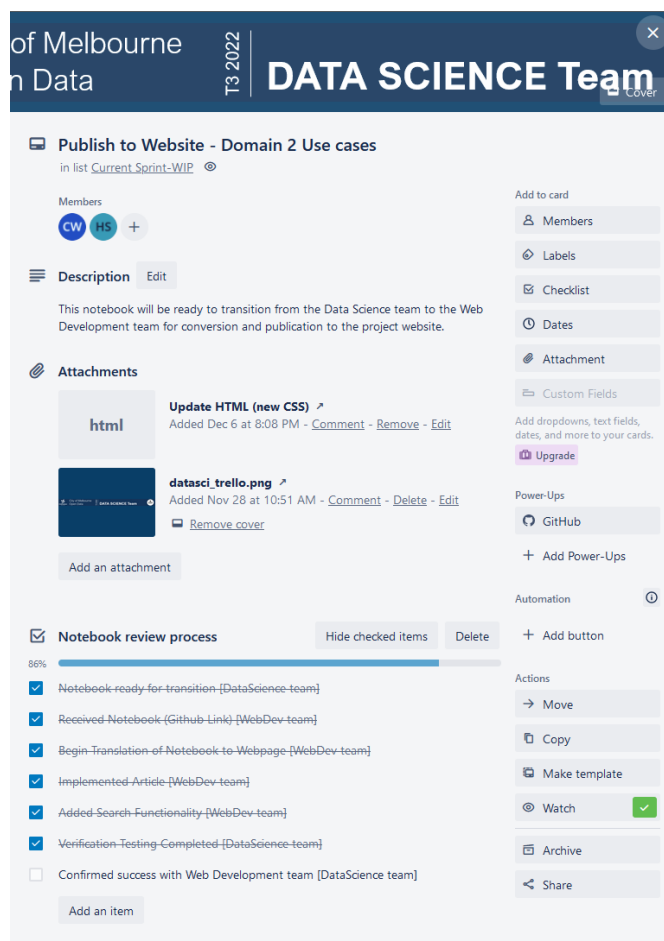 of Melbourne
n Data
T3 2022
DATA SCIENCE Team
Cover
Publish to Website - Domain 2 Use cases
in list Current Sprint-WIP
Members
CW HS
Description Edit
This notebook will be ready to transition from the Data Science team to the Web
Development team for conversion and publication to the project website.
Attachments
html
Update HTML (new CSS) ↗
Added Dec 6 at 8:08 PM - Comment - Remove - Edit
DATA SCIENCE Team
datasci_trello.png ↗
Added Nov 28 at 10:51 AM - Comment - Delete - Edit
Remove cover
Add an attachment
Notebook review process Hide checked items Delete
86%
Notebook ready for transition [DataScience team]
Received Notebook (Github Link) [WebDev team]
Begin Translation of Notebook to Webpage [WebDev team]
Implemented Article [WebDev team]
Added Search Functionality [WebDev team]
Verification Testing Completed [DataScience team]
Confirmed success with Web Development team [DataScience team]
Add an item
Add to card
Members
Labels
Checklist
Dates
Attachment
Custom Fields
Add dropdowns, text fields,
dates, and more to your cards.
Upgrade
Power-Ups
GitHub
+ Add Power-Ups
Automation
+ Add button
Actions
Move
Copy
Make template
Watch
Archive
Share